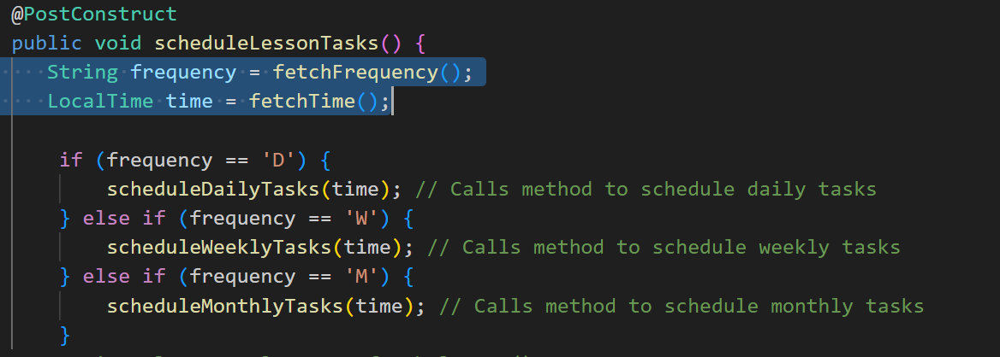 @PostConstruct
public void scheduleLessonTasks() {
String frequency = fetchFrequency();
LocalTime time = fetchTime();
if (frequency == 'D') {
scheduleDailyTasks(time); // Calls method to schedule daily tasks
} else if (frequency == 'W') {
scheduleWeeklyTasks(time); // Calls method to schedule weekly tasks
} else if (frequency == 'M') {
scheduleMonthlyTasks(time); // Calls method to schedule monthly tasks
}